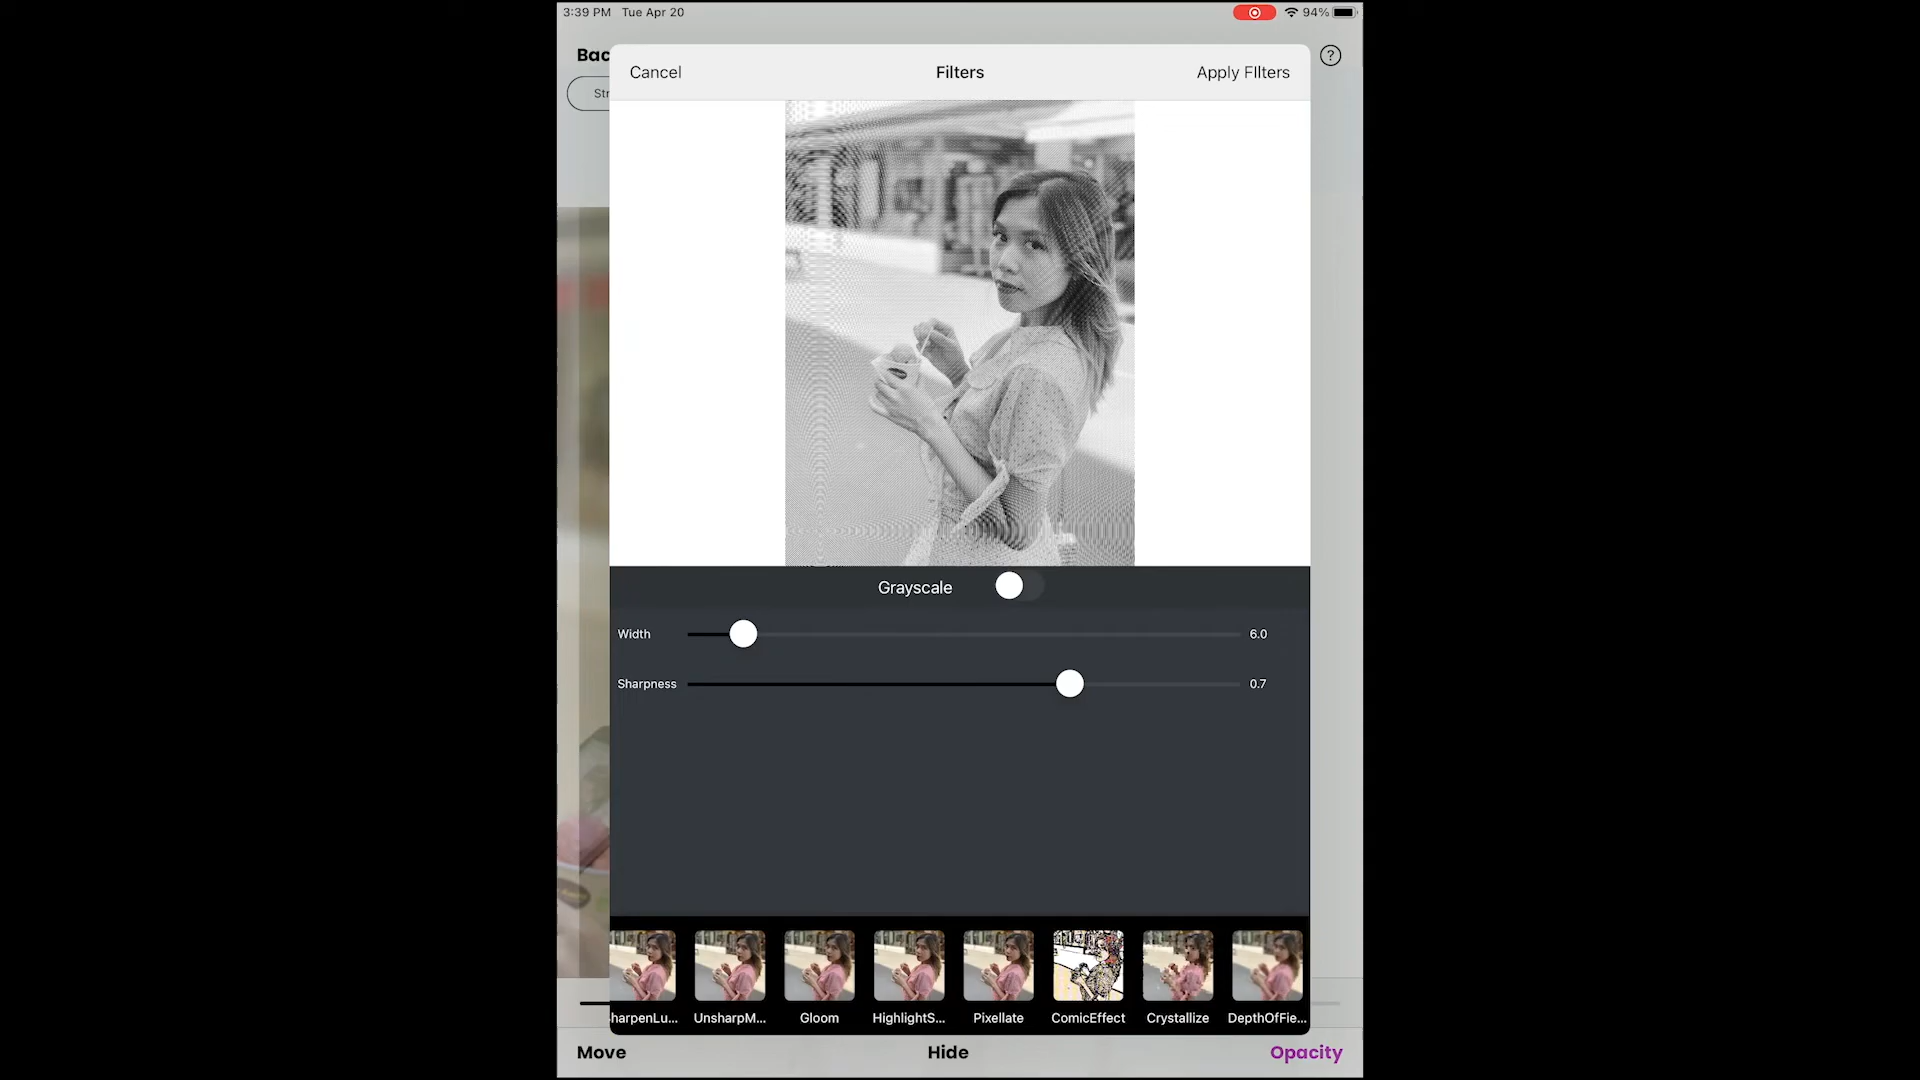 3:39 PM Tue Apr 20
94%
Bac
Cancel
Filters
Apply FIlters
?
Str
Grayscale
Width
6.0
Sharpness
0.7
harpenLu...
UnsharpM...
Gloom
HighlightS...
Pixellate
ComicEffect
Crystallize
DepthOfFie...
Move
Hide
Opacity